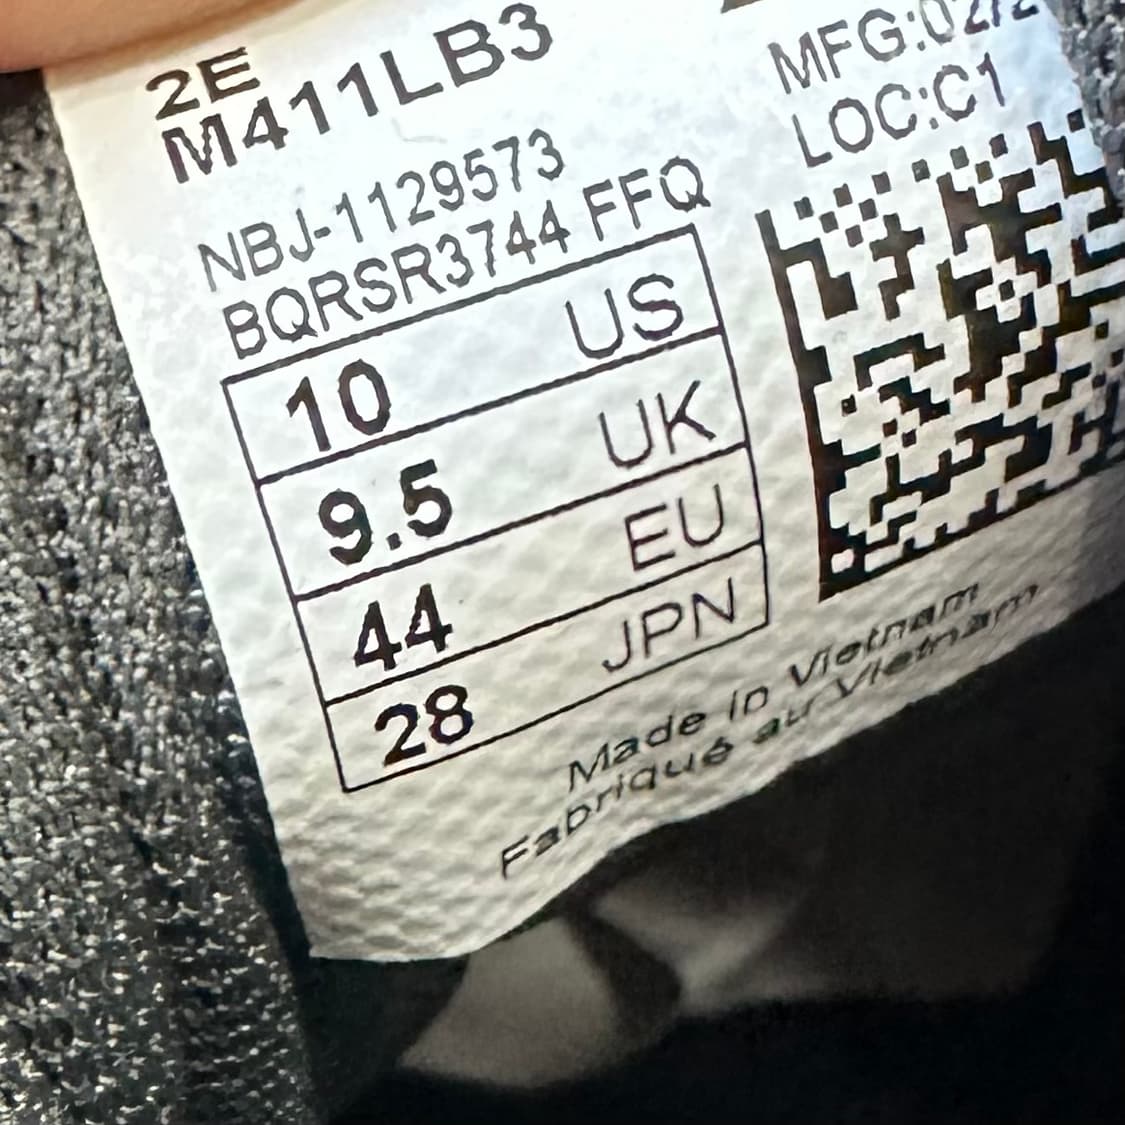 2E
M411LB3
NBJ-1129573
BQRSR3744 FFQ
10 US
9.5 UK
44 EU
28 JPN
MFG:02/2
LOC:C1
Made in Vietnam
Fabriqué au Vietnam